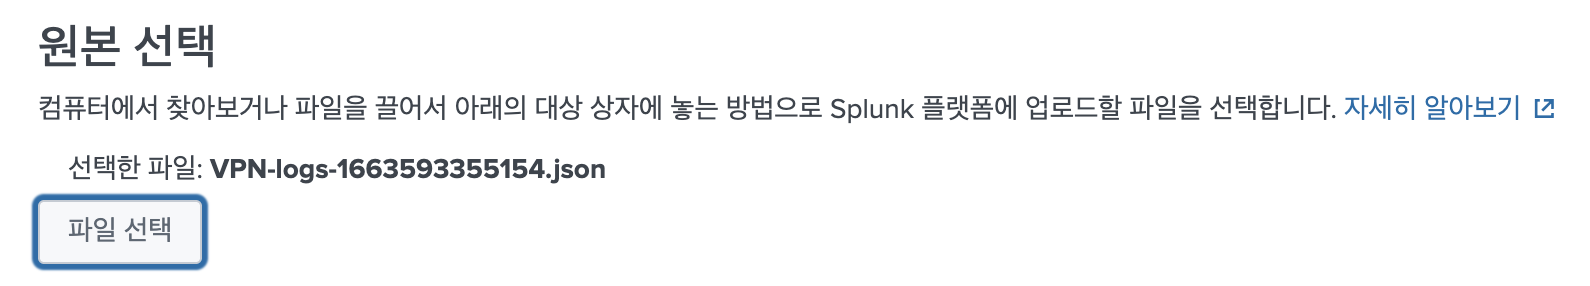 원본 선택
컴퓨터에서 찾아보거나 파일을 끌어서 아래의 대상 상자에 놓는 방법으로 Splunk 플랫폼에 업로드할 파일을 선택합니다. 자세히 알아보기
선택한 파일: VPN-logs-1663593355154.json
파일 선택